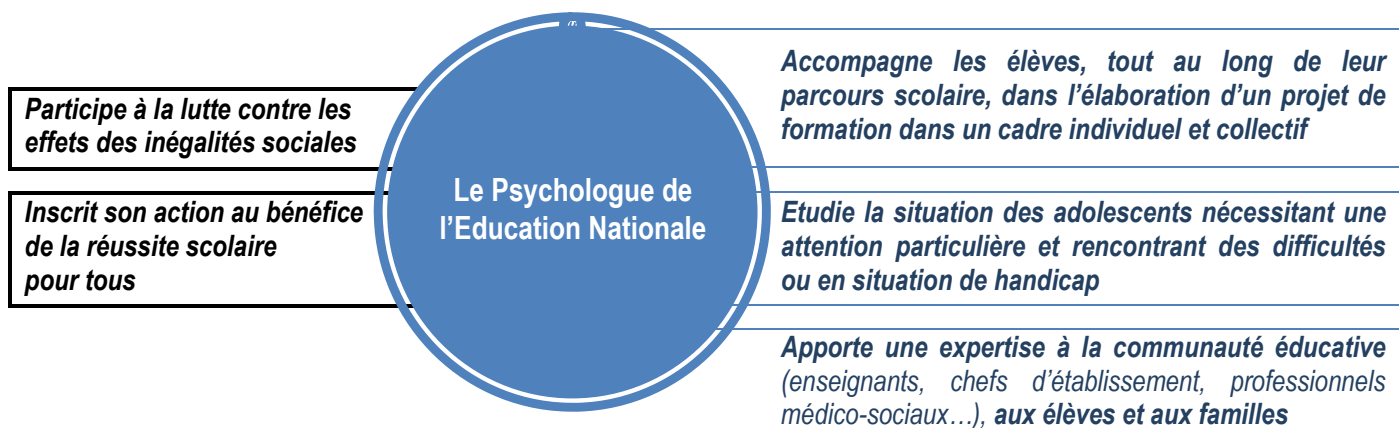 Participe à la lutte contre les
effets des inégalités sociales
Inscrit son action au bénéfice
de la réussite scolaire
pour tous
Le Psychologue de
l’Education Nationale
Accompagne les élèves, tout au long de leur
parcours scolaire, dans l’élaboration d’un projet de
formation dans un cadre individuel et collectif
Etudie la situation des adolescents nécessitant une
attention particulière et rencontrant des difficultés
ou en situation de handicap
Apporte une expertise à la communauté éducative
(enseignants, chefs d’établissement, professionnels
médico-sociaux…), aux élèves et aux familles